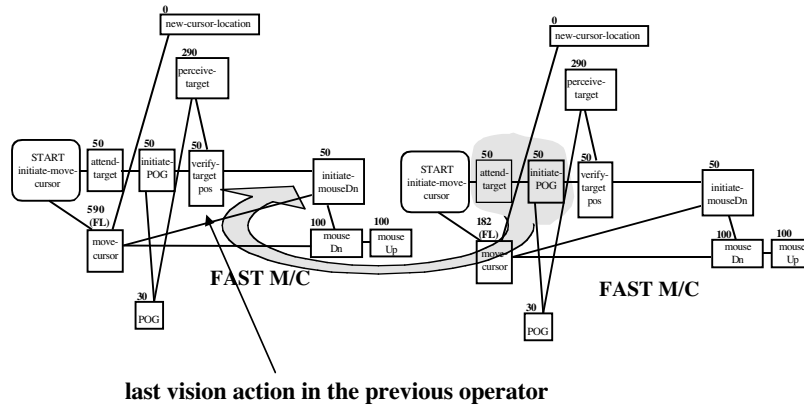 0
new-cursor-location
290
perceive-
target
50
attend-
target
50
initiate-
POG
50
verify-
target
pos
START
initiate-move-
cursor
50
initiate-
mouseDn
590
(FL)
move-
cursor
100
mouse
Dn
100
mouse
Up
FAST M/C
30
POG
0
new-cursor-location
290
perceive-
target
50
attend-
target
50
initiate-
POG
50
verify-
target
pos
START
initiate-move-
cursor
50
initiate-
mouseDn
182
(FL)
move-
cursor
100
mouse
Dn
100
mouse
Up
FAST M/C
30
POG
last vision action in the previous operator